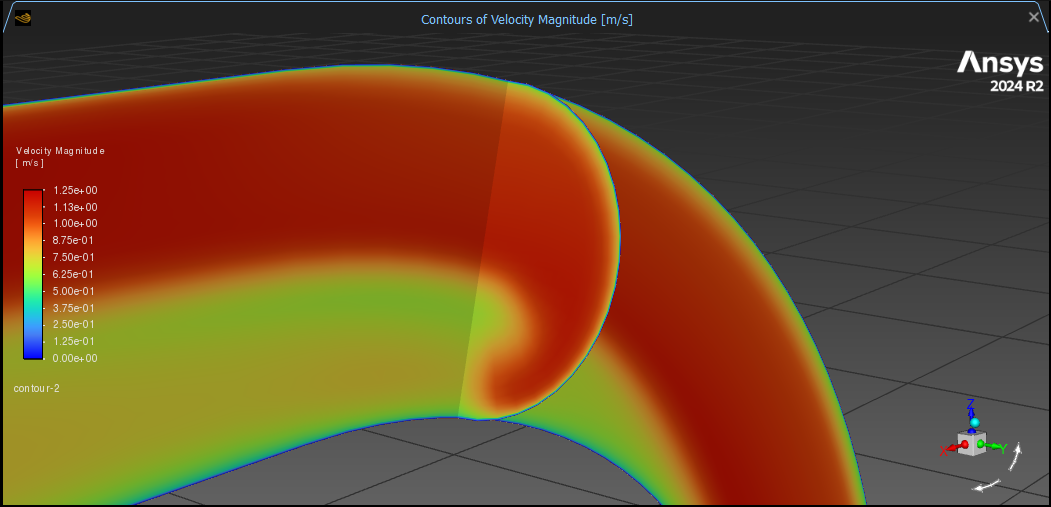 Contours of Velocity Magnitude [m/s]
Ansys
2024 R2
Velocity Magnitude
[ m/s ]
1.25e+00
1.13e+00
1.00e+00
8.75e-01
7.50e-01
6.25e-01
5.00e-01
3.75e-01
2.50e-01
1.25e-01
0.00e+00
contour-2
Z
X
Y